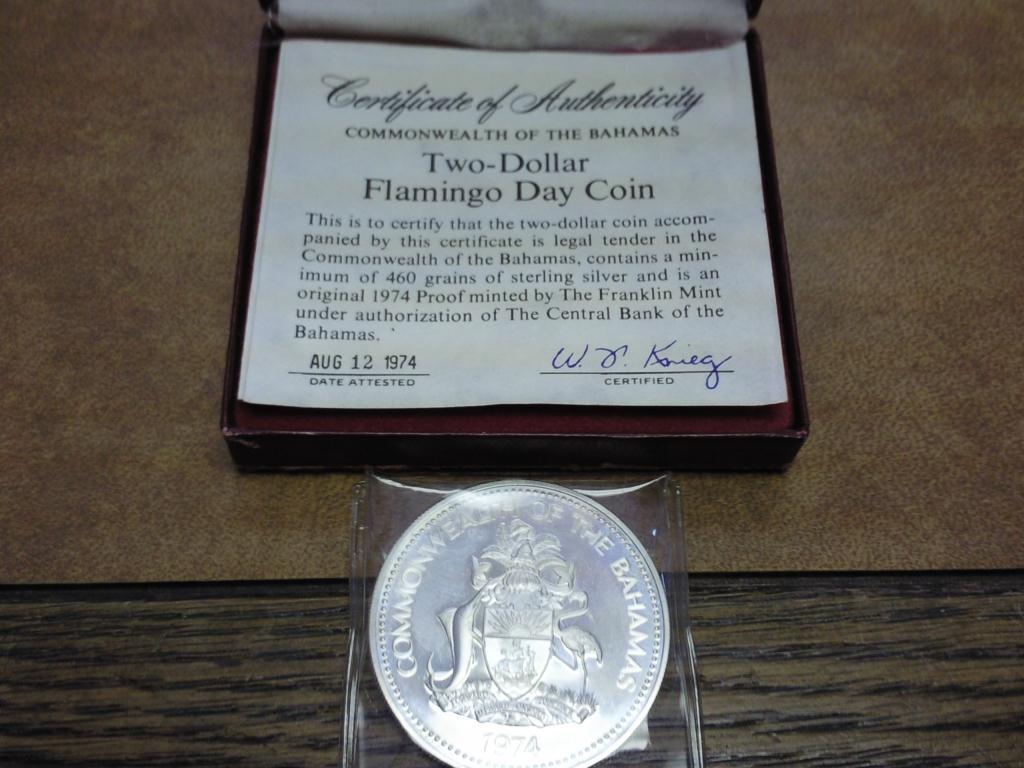 Certificate of Authenticity
COMMONWEALTH OF THE BAHAMAS
Two-Dollar
Flamingo Day Coin
This is to certify that the two-dollar coin accom-
panied by this certificate is legal tender in the
Commonwealth of the Bahamas, contains a min-
imum of 460 grains of sterling silver and is an
original 1974 Proof minted by The Franklin Mint
under authorization of The Central Bank of the
Bahamas.
AUG 12 1974
DATE ATTESTED
W. Krieg
CERTIFIED
COMMONWEALTH OF THE BAHAMAS
1974